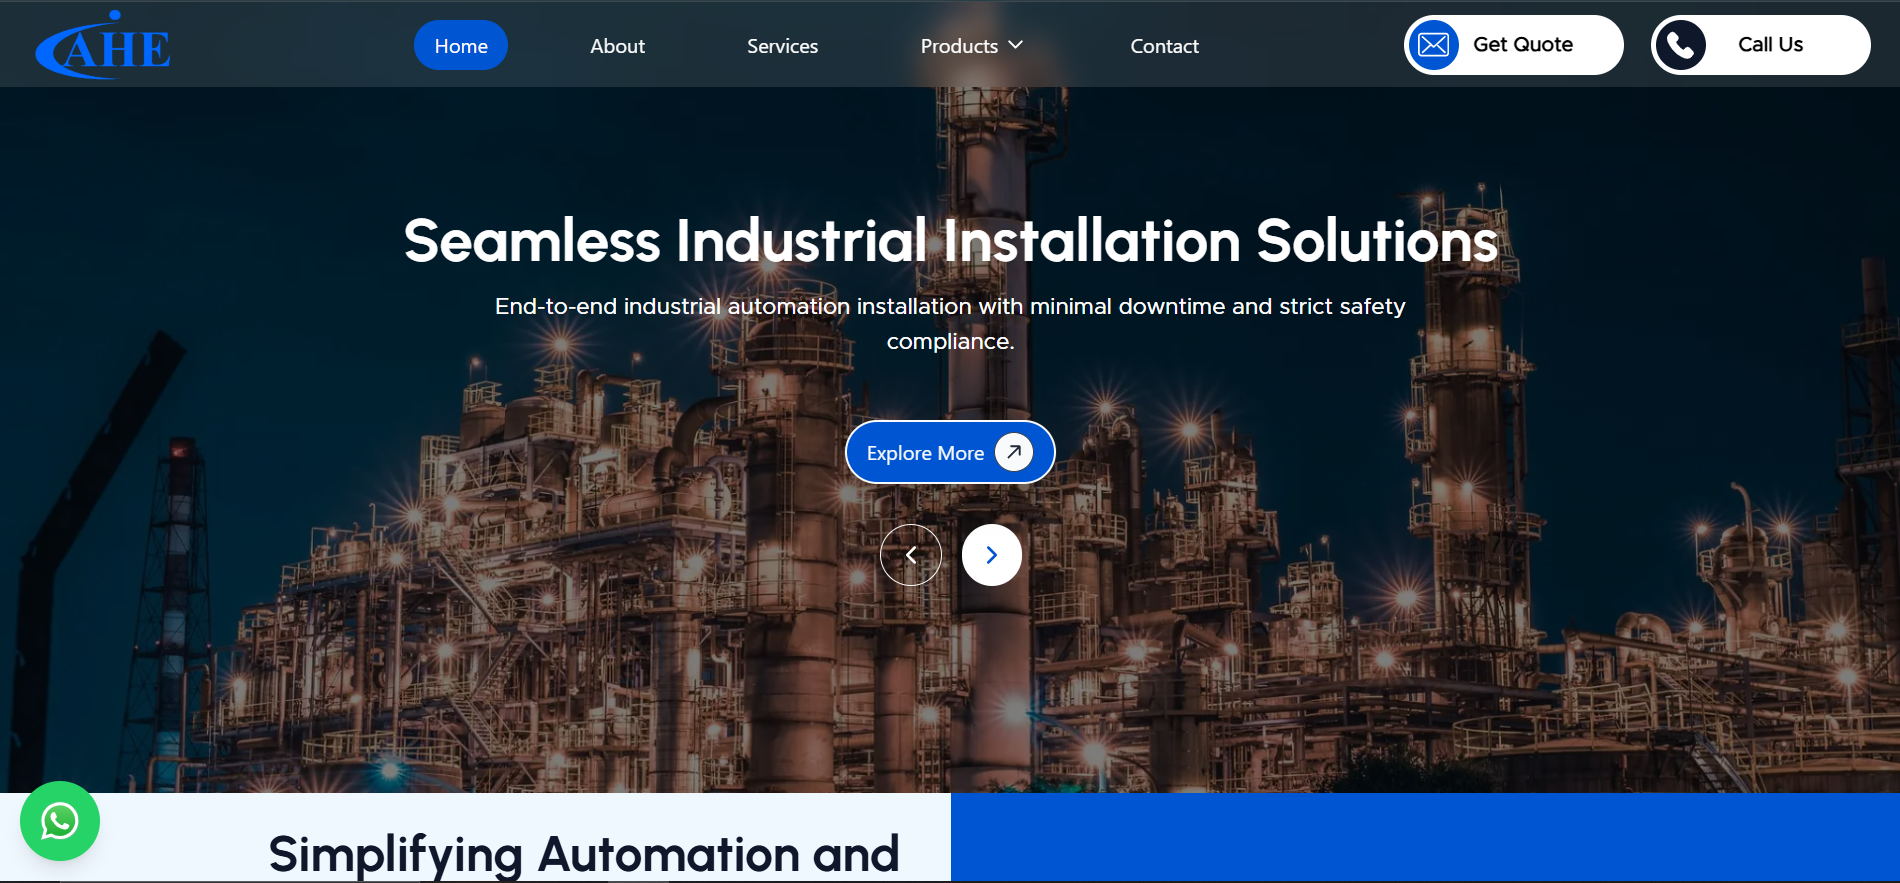 AHE
Home
About
Services
Products
Contact
Get Quote
Call Us
Seamless Industrial Installation Solutions
End-to-end industrial automation installation with minimal downtime and strict safety
compliance.
Explore More
Simplifying Automation and